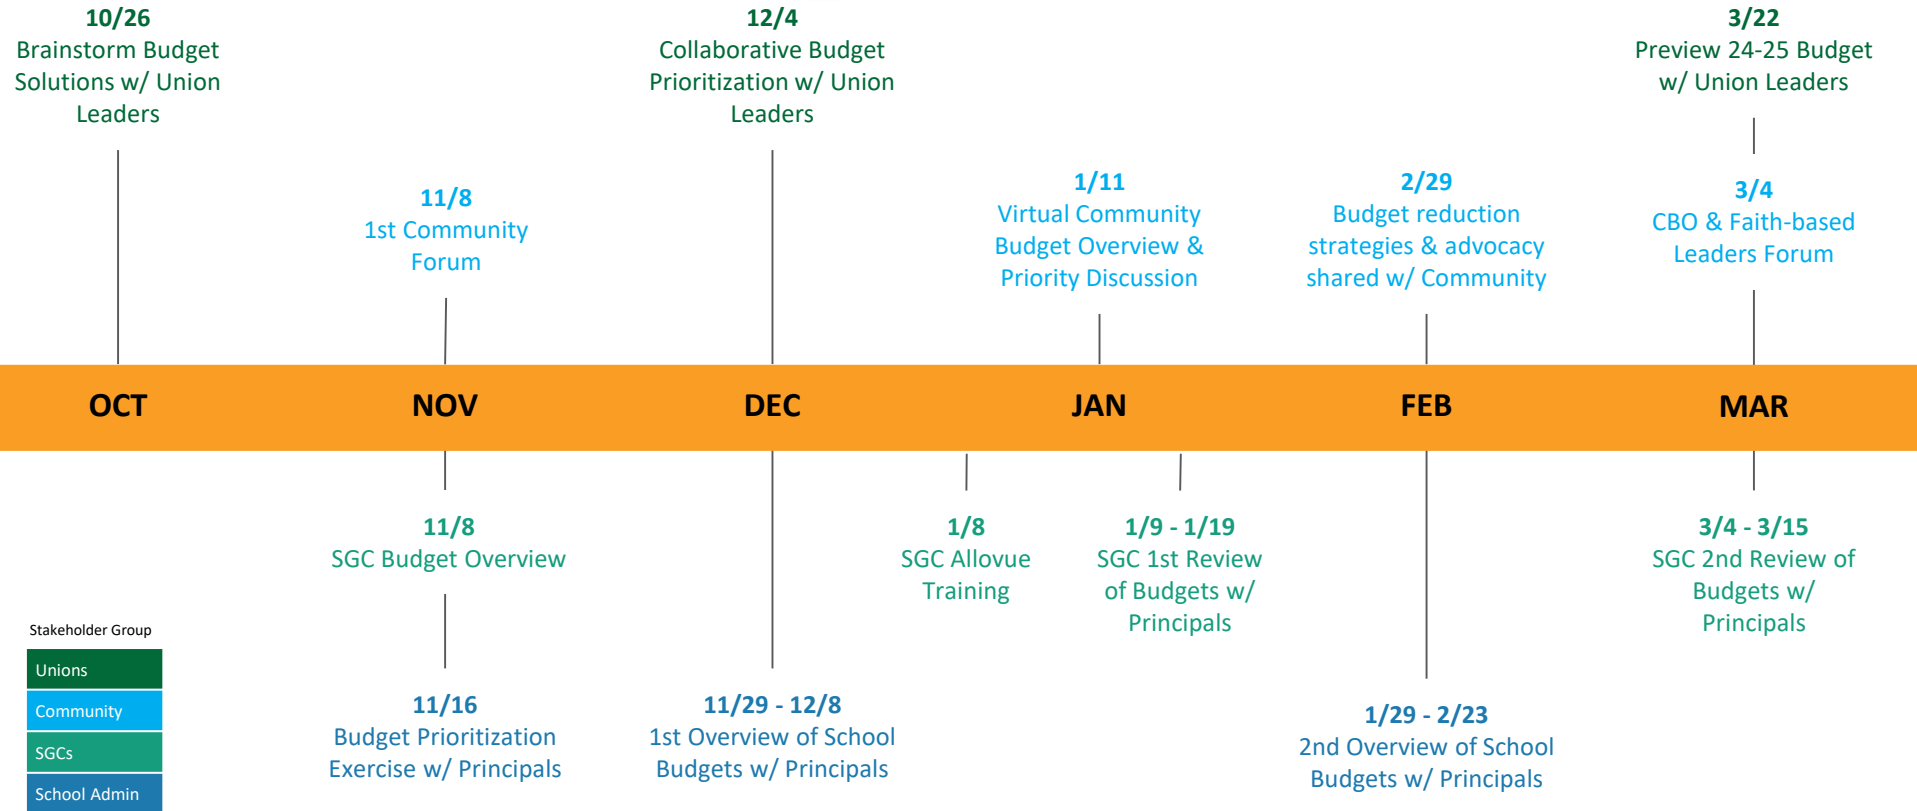 10/26
Brainstorm Budget
Solutions w/ Union
Leaders
12/4
Collaborative Budget
Prioritization w/ Union
Leaders
3/22
Preview 24-25 Budget
w/ Union Leaders
11/8
1st Community
Forum
1/11
Virtual Community
Budget Overview &
Priority Discussion
2/29
Budget reduction
strategies & advocacy
shared w/ Community
3/4
CBO & Faith-based
Leaders Forum
OCT
NOV
DEC
JAN
FEB
MAR
11/8
SGC Budget Overview
1/8
SGC Allovue
Training
1/9 - 1/19
SGC 1st Review
of Budgets w/
Principals
3/4 - 3/15
SGC 2nd Review of
Budgets w/
Principals
11/16
Budget Prioritization
Exercise w/ Principals
11/29 - 12/8
1st Overview of School
Budgets w/ Principals
1/29 - 2/23
2nd Overview of School
Budgets w/ Principals
Stakeholder Group
Unions
Community
SGCs
School Admin